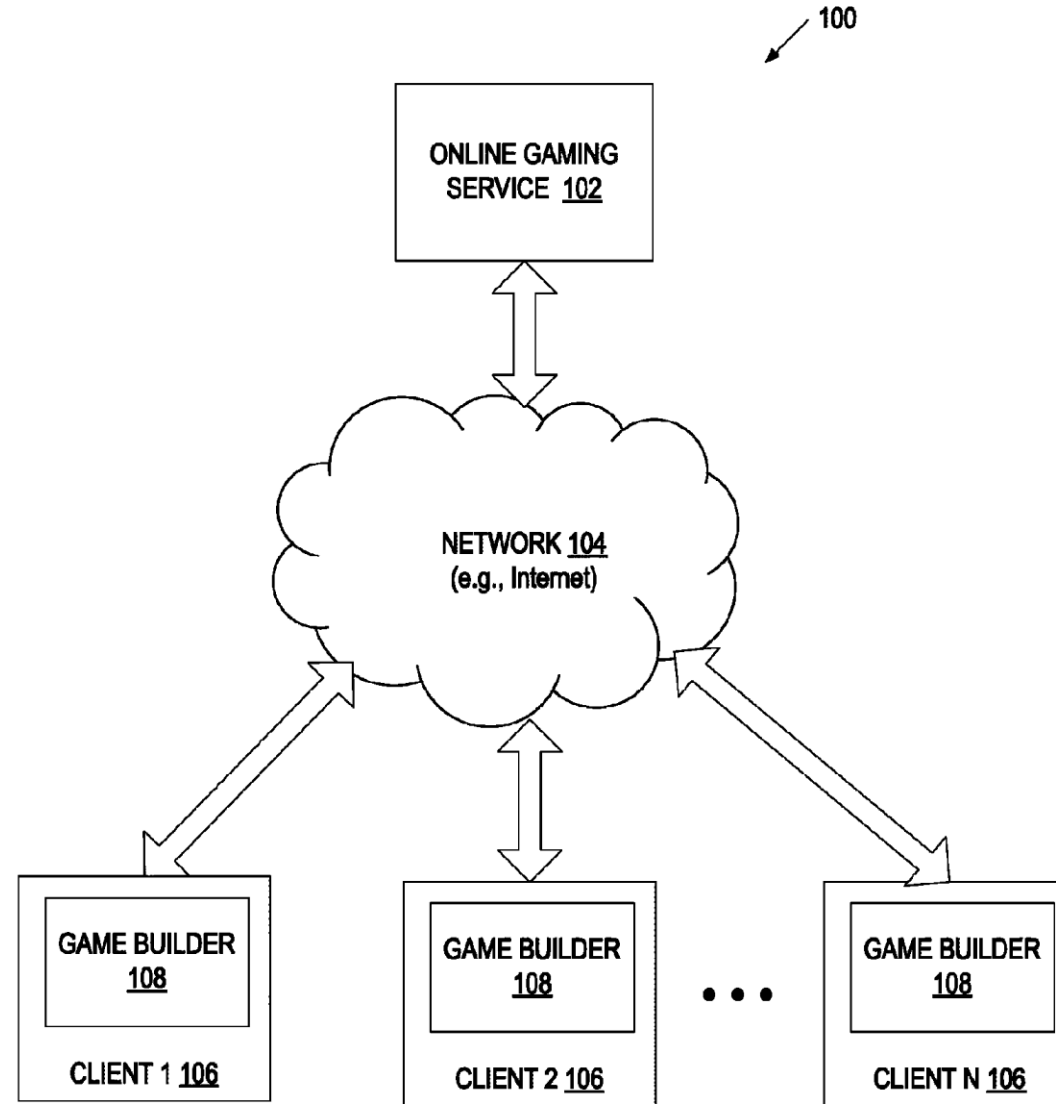 100
ONLINE GAMING
SERVICE 102
NETWORK 104
(e.g., Internet)
GAME BUILDER
108
CLIENT 1 106
GAME BUILDER
108
CLIENT 2 106
GAME BUILDER
108
CLIENT N 106